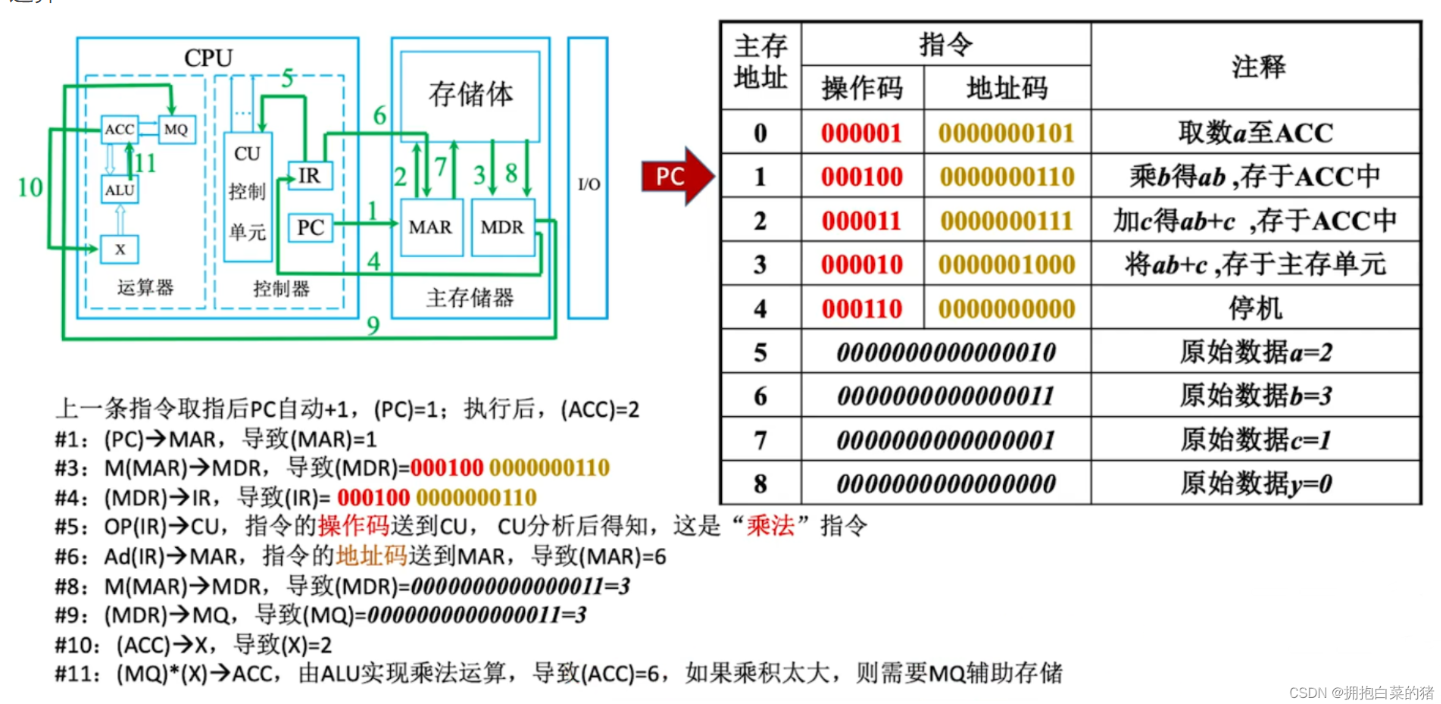 CPU
5
6
存储体
ACC
MQ
...
CU
控制
单元
IR
PC
11
ALU
10
X
运算器
控制器
2
7
3
8
1
MAR
MDR
4
主存储器
I/O
9
PC
主存地址 指令 注释
操作码 地址码
0 000001 0000000101 取数a至ACC
1 000100 0000000110 乘b得ab ,存于ACC中
2 000011 0000000111 加c得ab+c ,存于ACC中
3 000010 0000001000 将ab+c ,存于主存单元
4 000110 0000000000 停机
5 0000000000000010 原始数据a=2
6 0000000000000011 原始数据b=3
7 0000000000000001 原始数据c=1
8 0000000000000000 原始数据y=0
上一条指令取指后PC自动+1，(PC)=1；执行后，(ACC)=2
#1：(PC)→MAR，导致(MAR)=1
#3：M(MAR)→MDR，导致(MDR)=000100 0000000110
#4：(MDR)→IR，导致(IR)= 000100 0000000110
#5：OP(IR)→CU，指令的操作码送到CU， CU分析后得知，这是“乘法”指令
#6：Ad(IR)→MAR，指令的地址码送到MAR，导致(MAR)=6
#8：M(MAR)→MDR，导致(MDR)=0000000000000011=3
#9：(MDR)→MQ，导致(MQ)=0000000000000011=3
#10：(ACC)→X，导致(X)=2
#11：(MQ)*(X)→ACC，由ALU实现乘法运算，导致(ACC)=6，如果乘积太大，则需要MQ辅助存储
CSDN @拥抱白菜的猪